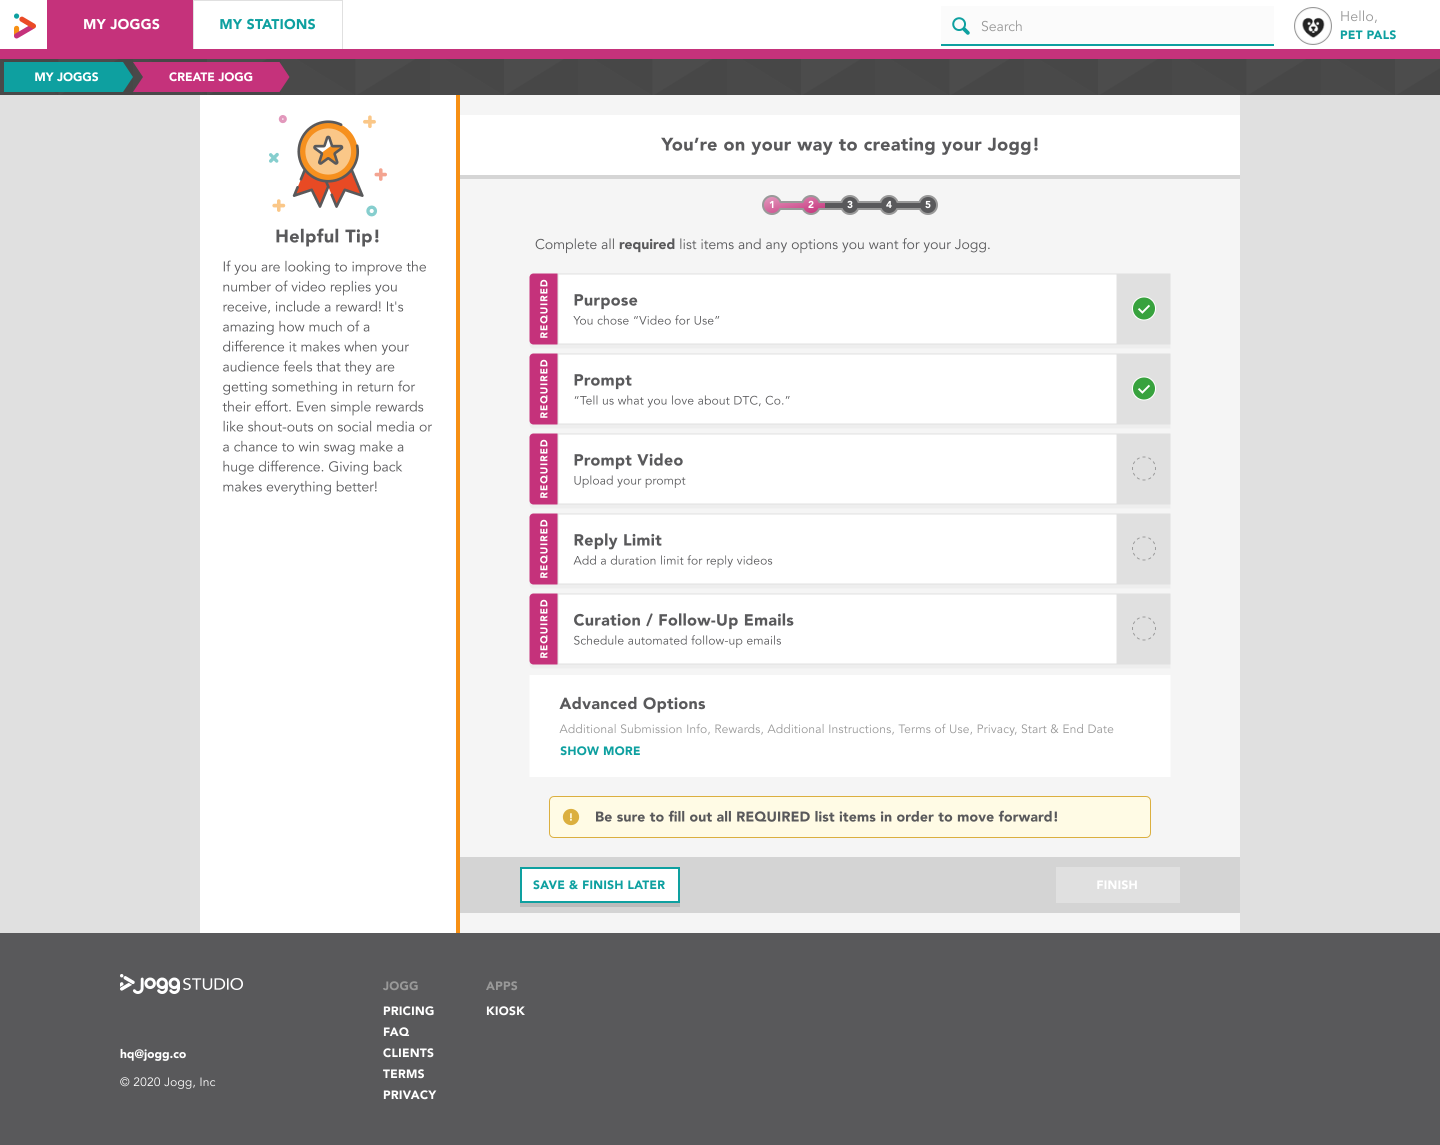 MY JOGGS
MY STATIONS
Search
Hello,
PET PALS
MY JOGGS
CREATE JOGG
Helpful Tip!
If you are looking to improve the
number of video replies you
receive, include a reward! It's
amazing how much of a
difference it makes when your
audience feels that they are
getting something in return for
their effort. Even simple rewards
like shout-outs on social media or
a chance to win swag make a
huge difference. Giving back
makes everything better!
You’re on your way to creating your Jogg!
1 2 3 4 5
Complete all required list items and any options you want for your Jogg.
REQUIRED
Purpose
You chose “Video for Use”
REQUIRED
Prompt
“Tell us what you love about DTC, Co.”
REQUIRED
Prompt Video
Upload your prompt
REQUIRED
Reply Limit
Add a duration limit for reply videos
REQUIRED
Curation / Follow-Up Emails
Schedule automated follow-up emails
Advanced Options
Additional Submission Info, Rewards, Additional Instructions, Terms of Use, Privacy, Start & End Date
SHOW MORE
! Be sure to fill out all REQUIRED list items in order to move forward!
SAVE & FINISH LATER
FINISH
jogg STUDIO
hq@jogg.co
© 2020 Jogg, Inc
JOGG
PRICING
FAQ
CLIENTS
TERMS
PRIVACY
APPS
KIOSK